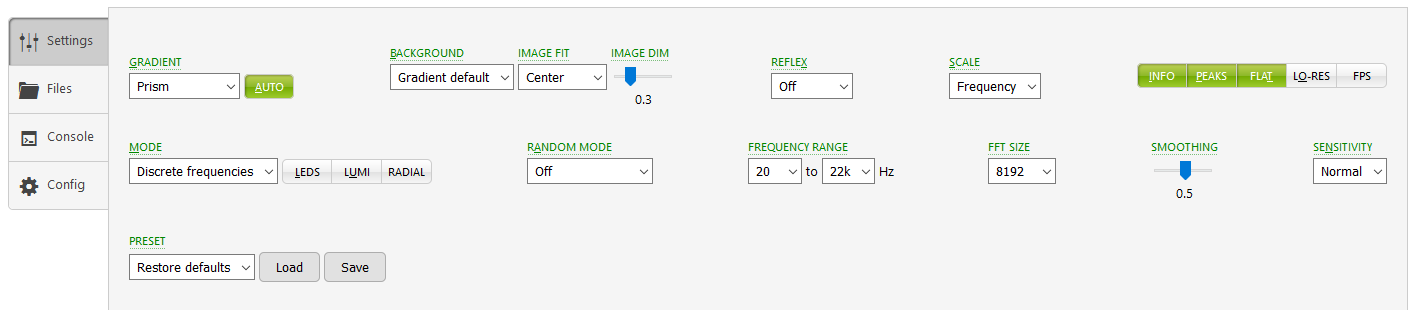 Settings
Files
Console
Config
GRADIENT
Prism
AUTO
BACKGROUND
Gradient default
IMAGE FIT
Center
IMAGE DIM
0.3
REFLEX
Off
SCALE
Frequency
INFO PEAKS FLAT LO-RES FPS
MODE
Discrete frequencies
LEDS LUMI RADIAL
RANDOM MODE
Off
FREQUENCY RANGE
20 to 22k Hz
FFT SIZE
8192
SMOOTHING
0.5
SENSITIVITY
Normal
PRESET
Restore defaults
Load
Save